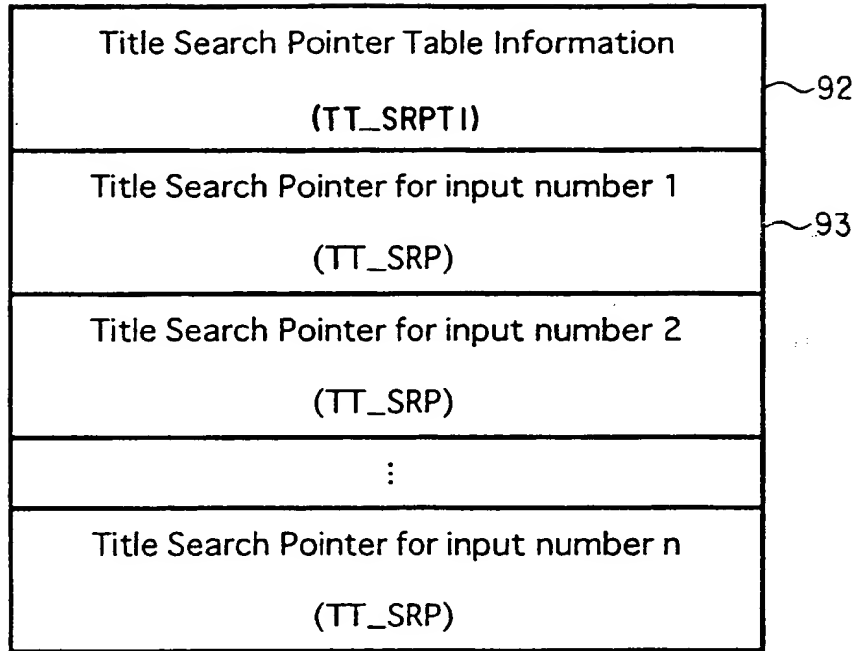 Title Search Pointer Table Information
(TT_SRPTI)
92
Title Search Pointer for input number 1
(TT_SRP)
93
Title Search Pointer for input number 2
(TT_SRP)
⋮
Title Search Pointer for input number n
(TT_SRP)